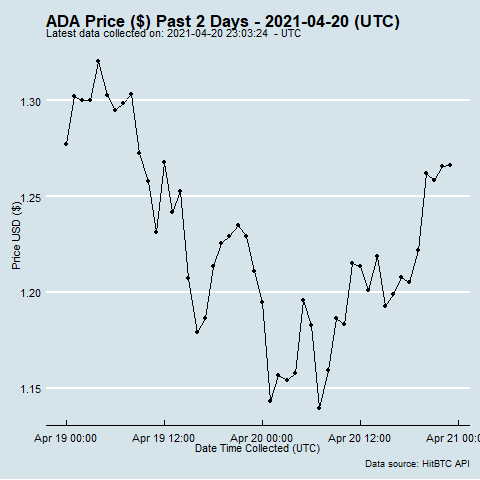 ADA Price ($) Past 2 Days - 2021-04-20 (UTC)
Latest data collected on: 2021-04-20 23:03:24 - UTC
Price USD ($)
1.30
1.25
1.20
1.15
Apr 19 00:00 Apr 19 12:00 Apr 20 00:00 Apr 20 12:00 Apr 21 00:0
Date Time Collected (UTC)
Data source: HitBTC API